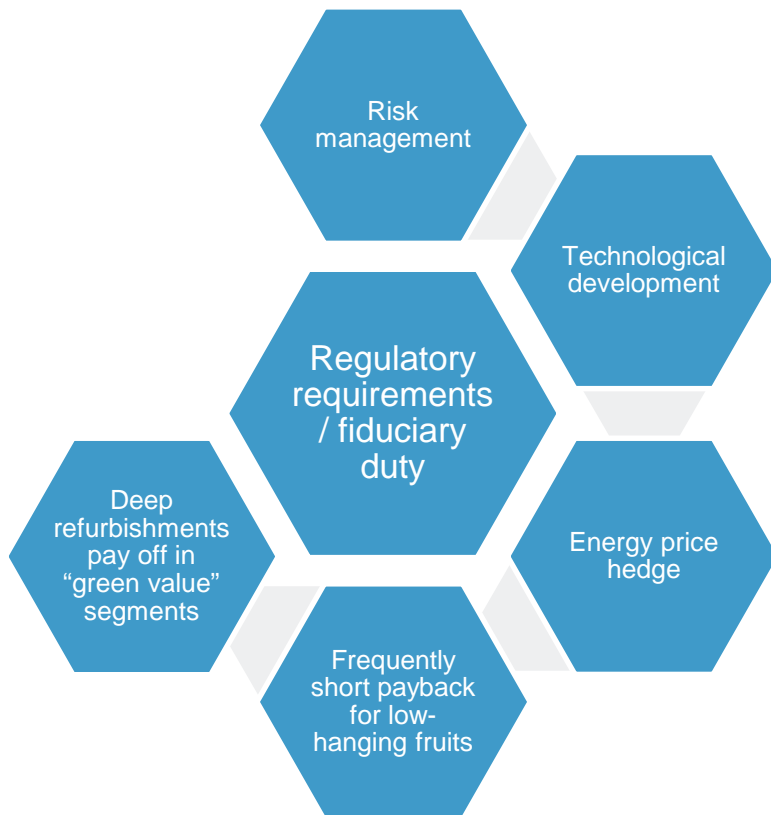 Risk
management
Technological
development
Regulatory
requirements
/ fiduciary
duty
Energy price
hedge
Frequently
short payback
for low-
hanging fruits
Deep
refurbishments
pay off in
“green value”
segments